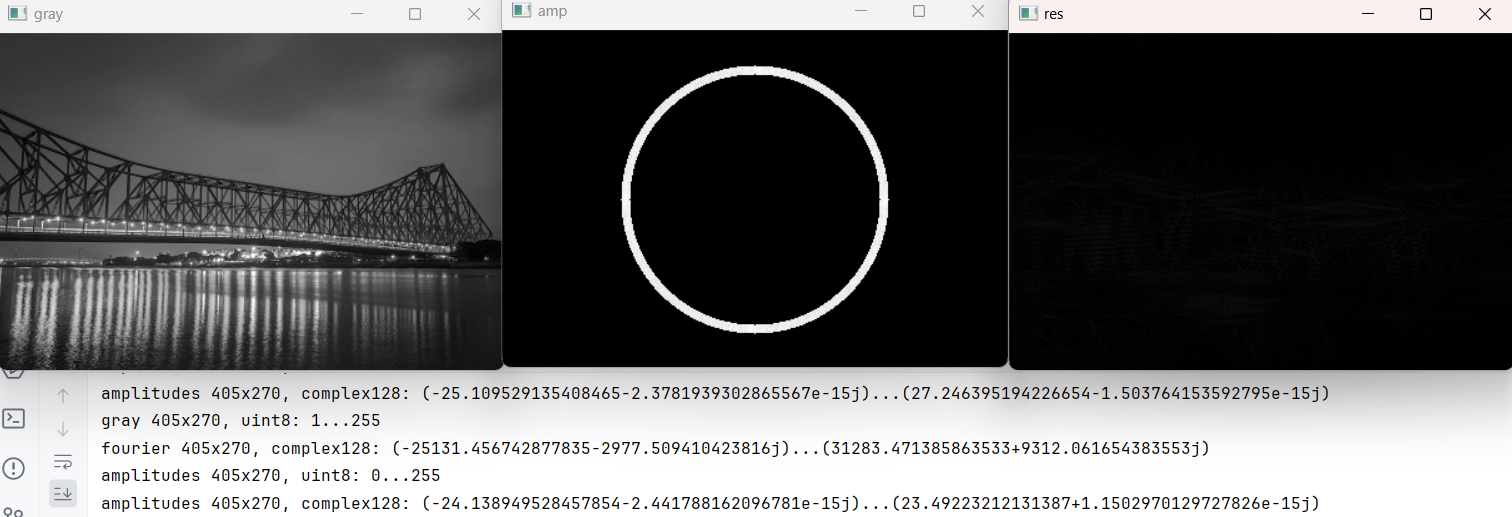 gray
amp
res
amplitudes 405x270, complex128: (-25.109529135408465-2.3781939302865567e-15j)...(27.246395194226654-1.503764153592795e-15j)
gray 405x270, uint8: 1...255
fourier 405x270, complex128: (-25131.456742877835-2977.509410423816j)...(31283.471385863533+9312.061654383553j)
amplitudes 405x270, uint8: 0...255
amplitudes 405x270, complex128: (-24.138949528457854-2.441788162096781e-15j)...(23.49223212131387+1.1502970129727826e-15j)